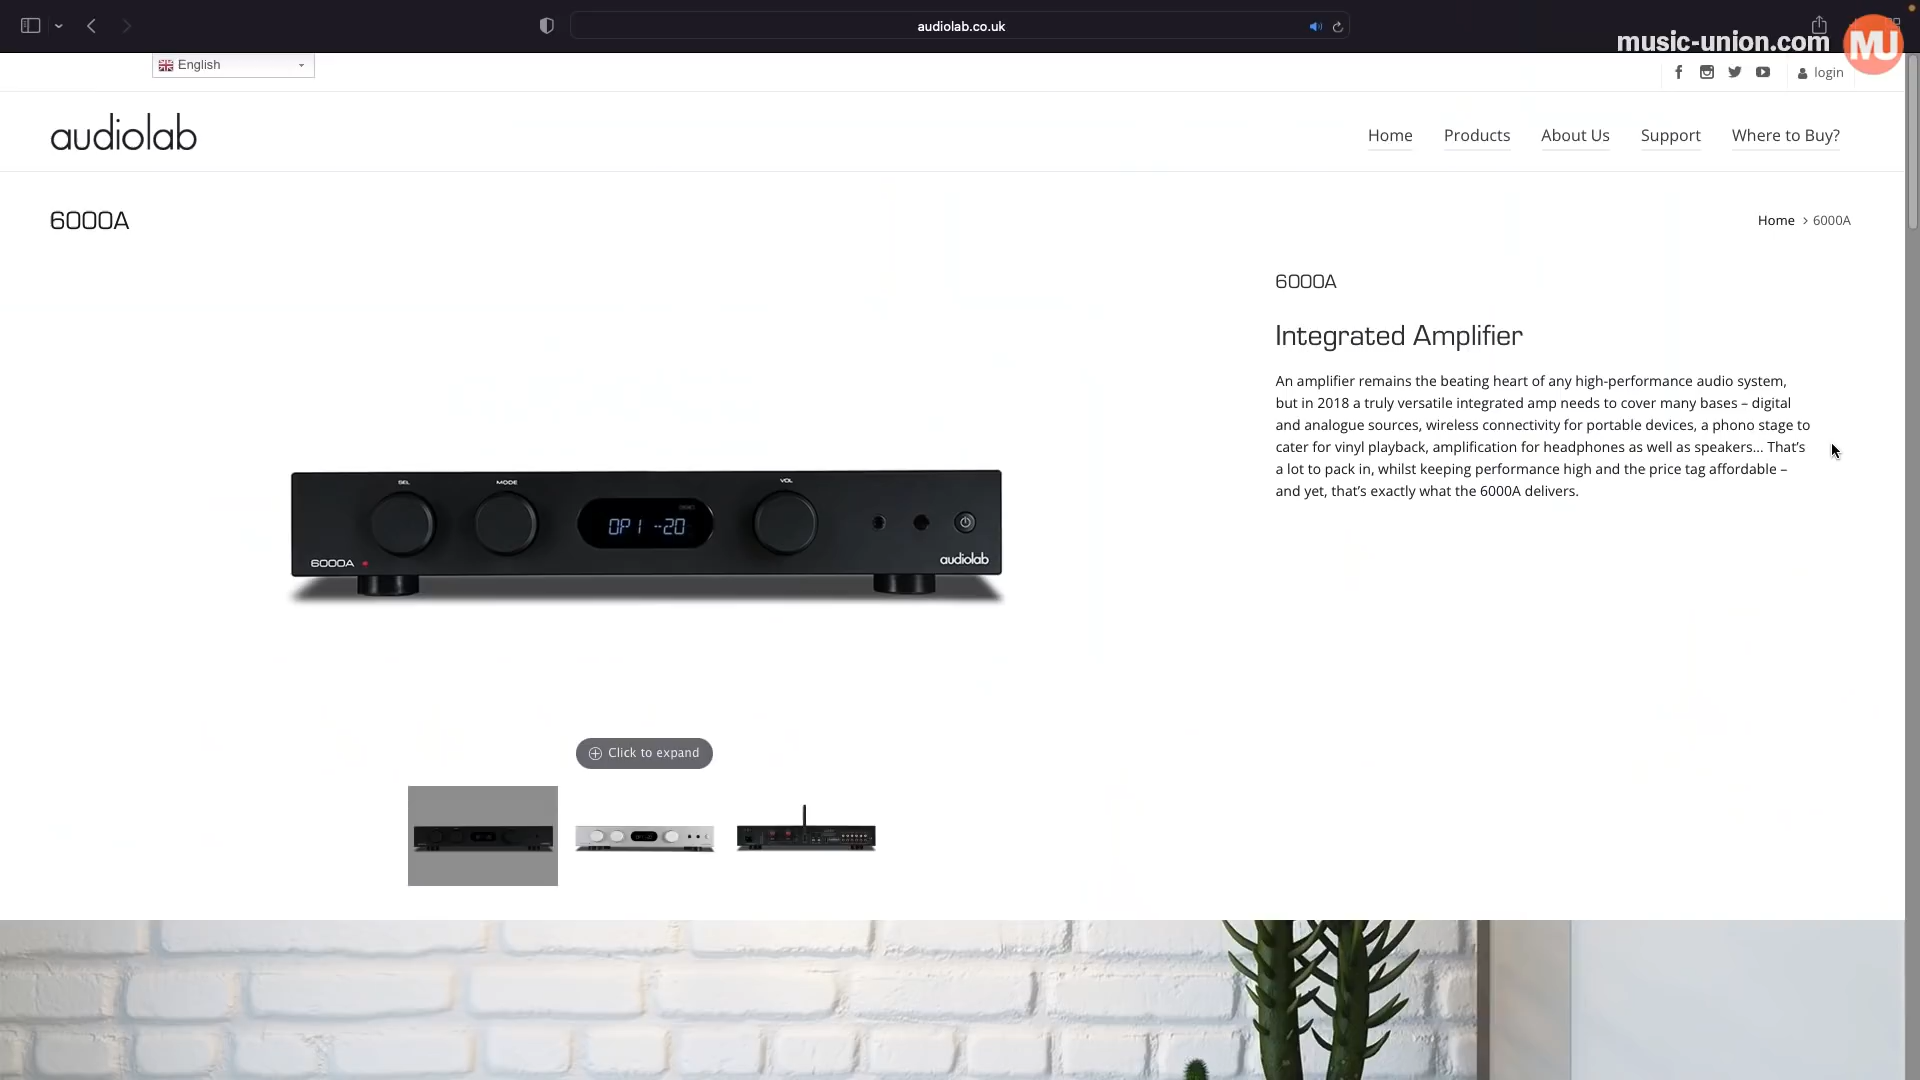 audiolab.co.uk
music-union.com
MU
English
login
audiolab
Home
Products
About Us
Support
Where to Buy?
6000A
Home > 6000A
6000A
Integrated Amplifier
An amplifier remains the beating heart of any high-performance audio system,
but in 2018 a truly versatile integrated amp needs to cover many bases – digital
and analogue sources, wireless connectivity for portable devices, a phono stage to
cater for vinyl playback, amplification for headphones as well as speakers... That's
a lot to pack in, whilst keeping performance high and the price tag affordable –
and yet, that's exactly what the 6000A delivers.
SEL
MODE
VOL
OP1 -20
6000A
audiolab
Click to expand